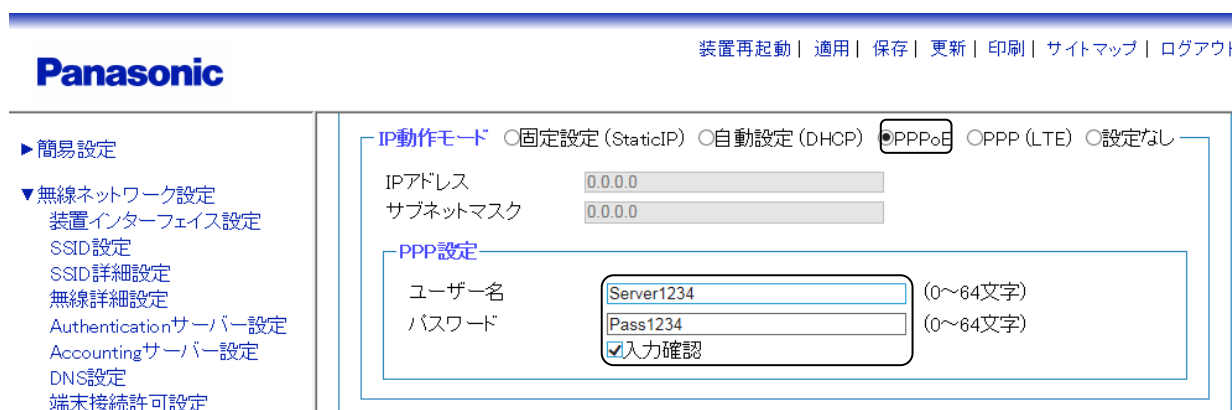 装置再起動 | 適用 | 保存 | 更新 | 印刷 | サイトマップ | ログアウト
Panasonic
▶簡易設定
▼無線ネットワーク設定
装置インターフェイス設定
SSID設定
SSID詳細設定
無線詳細設定
Authenticationサーバー設定
Accountingサーバー設定
DNS設定
端末接続許可設定
IP動作モード ○固定設定(StaticIP) ○自動設定(DHCP) ◉PPPoE ○PPP(LTE) ○設定なし
IPアドレス 0.0.0.0
サブネットマスク 0.0.0.0
PPP設定
ユーザー名 Server1234 (0~64文字)
パスワード Pass1234 (0~64文字)
☑入力確認